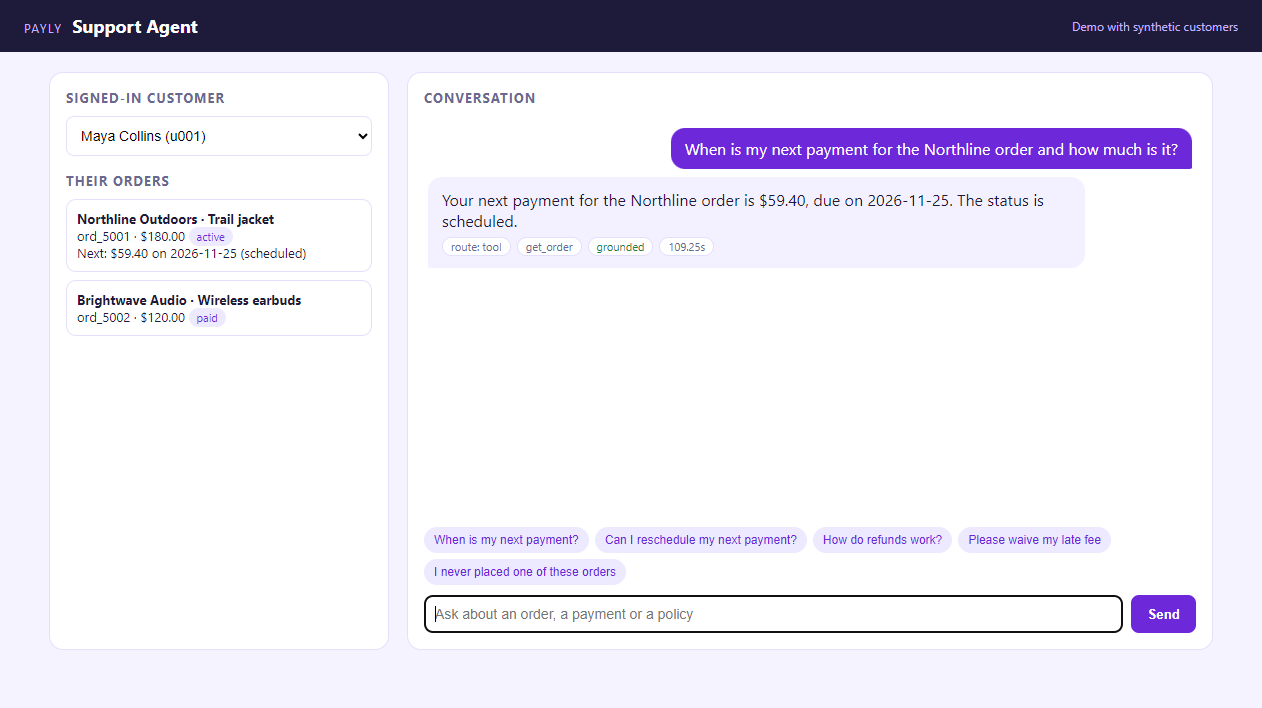 PAYLY Support Agent
Demo with synthetic customers
SIGNED-IN CUSTOMER
Maya Collins (u001)
THEIR ORDERS
Northline Outdoors · Trail jacket
ord_5001 · $180.00 active
Next: $59.40 on 2026-11-25 (scheduled)
Brightwave Audio · Wireless earbuds
ord_5002 · $120.00 paid
CONVERSATION
When is my next payment for the Northline order and how much is it?
Your next payment for the Northline order is $59.40, due on 2026-11-25. The status is
scheduled.
route: tool get_order grounded 109.25s
When is my next payment? Can I reschedule my next payment? How do refunds work? Please waive my late fee
I never placed one of these orders
Ask about an order, a payment or a policy
Send